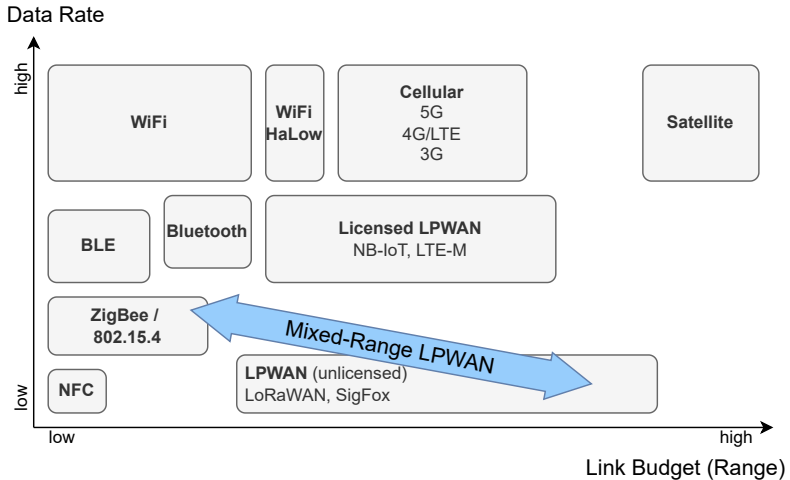 Data Rate
high
WiFi
WiFi
HaLow
Cellular
5G
4G/LTE
3G
Satellite
BLE
Bluetooth
Licensed LPWAN
NB-IoT, LTE-M
ZigBee /
802.15.4
Mixed-Range LPWAN
NFC
LPWAN (unlicensed)
LoRaWAN, SigFox
low
low
high
Link Budget (Range)